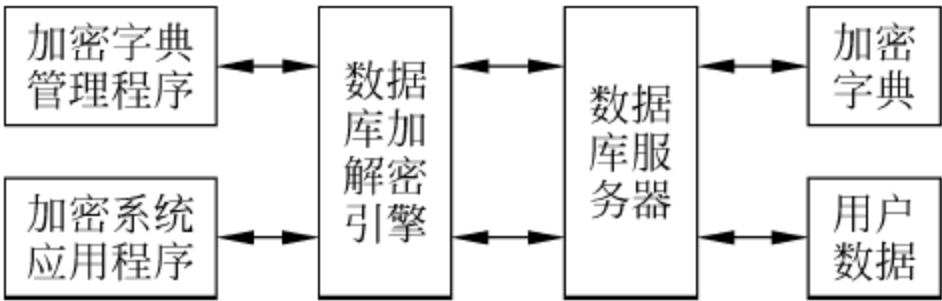 加密字典
管理程序
加密系统
应用程序
数据
库加
解密
引擎
数据
库服
务器
加密
字典
用户
数据